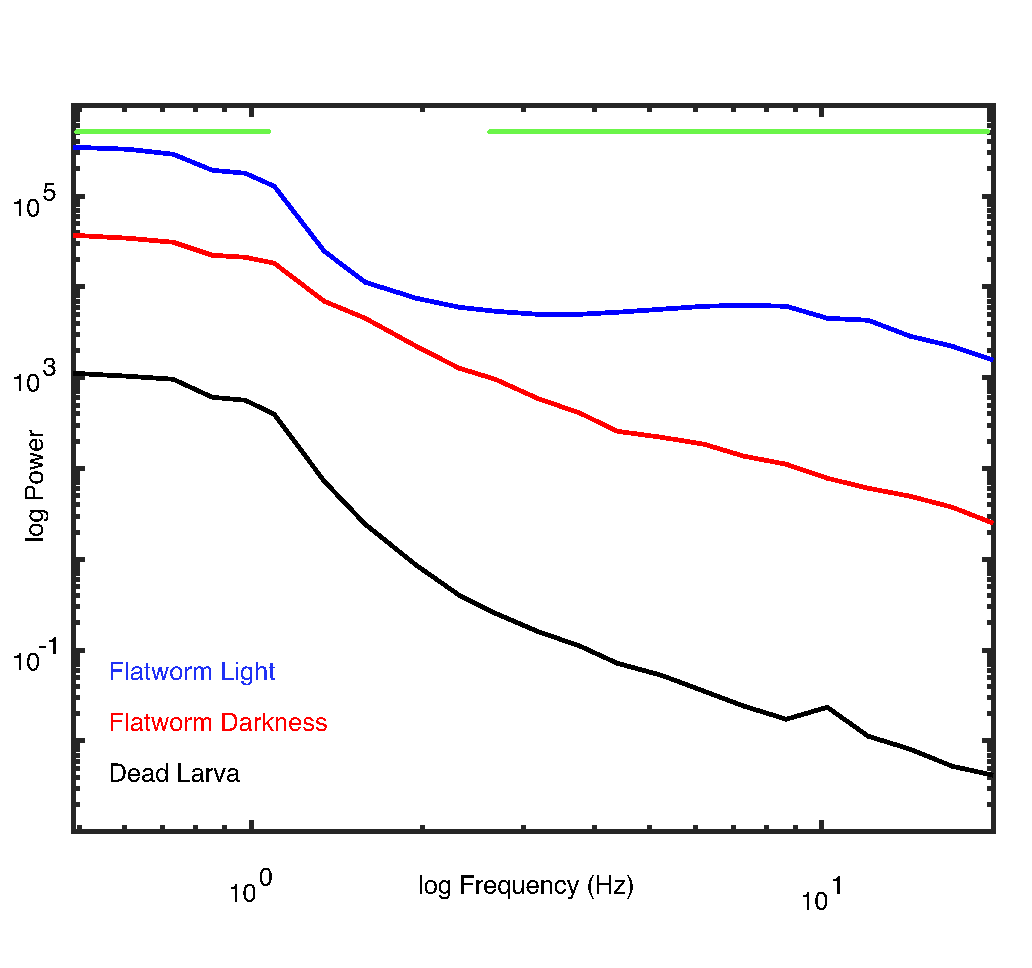 10^5
10^3
log Power
10^-1
Flatworm Light
Flatworm Darkness
Dead Larva
10^0
log Frequency (Hz)
10^1